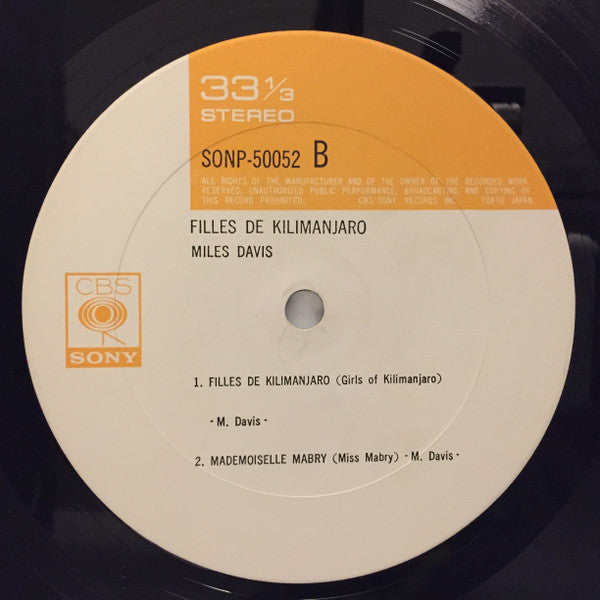 33 1/3
STEREO
SONP-50052 B
ALL RIGHTS OF THE MANUFACTURER AND OF THE OWNER OF THE RECORDED WORK
RESERVED. UNAUTHORIZED PUBLIC PERFORMANCE, BROADCASTING AND COPYING OF
THIS RECORD PROHIBITED. CBS/SONY RECORDS INC. TOKYO JAPAN.
FILLES DE KILIMANJARO
MILES DAVIS
CBS
SONY
1. FILLES DE KILIMANJARO (Girls of Kilimanjaro)
- M. Davis -
2. MADEMOISELLE MABRY (Miss Mabry) - M. Davis -